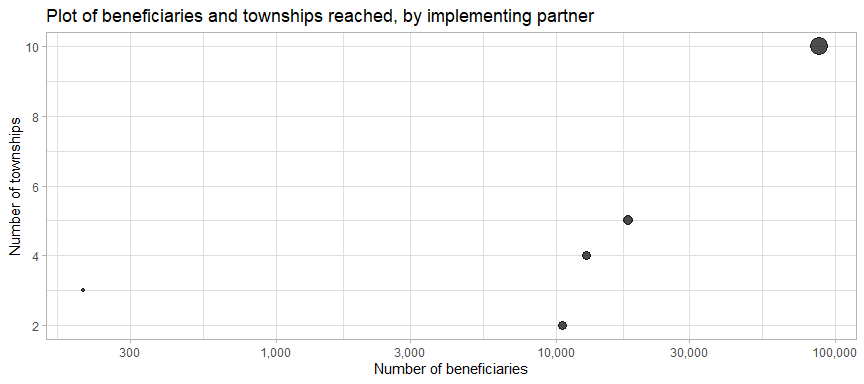 Plot of beneficiaries and townships reached, by implementing partner
10
8
6
4
2
Number of townships
300 1,000 3,000 10,000 30,000 100,000
Number of beneficiaries